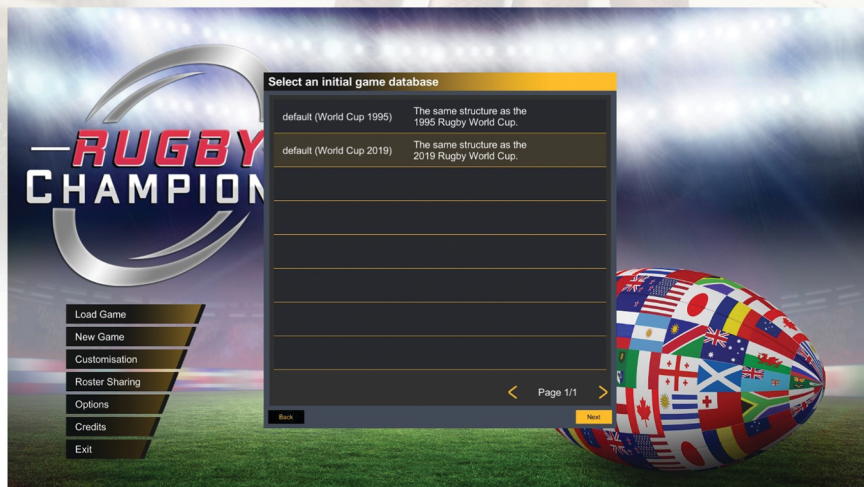 Select an initial game database
default (World Cup 1995)
The same structure as the
1995 Rugby World Cup.
default (World Cup 2019)
The same structure as the
2019 Rugby World Cup.
Page 1/1
Back
Next
RUGBY
CHAMPION
Load Game
New Game
Customisation
Roster Sharing
Options
Credits
Exit